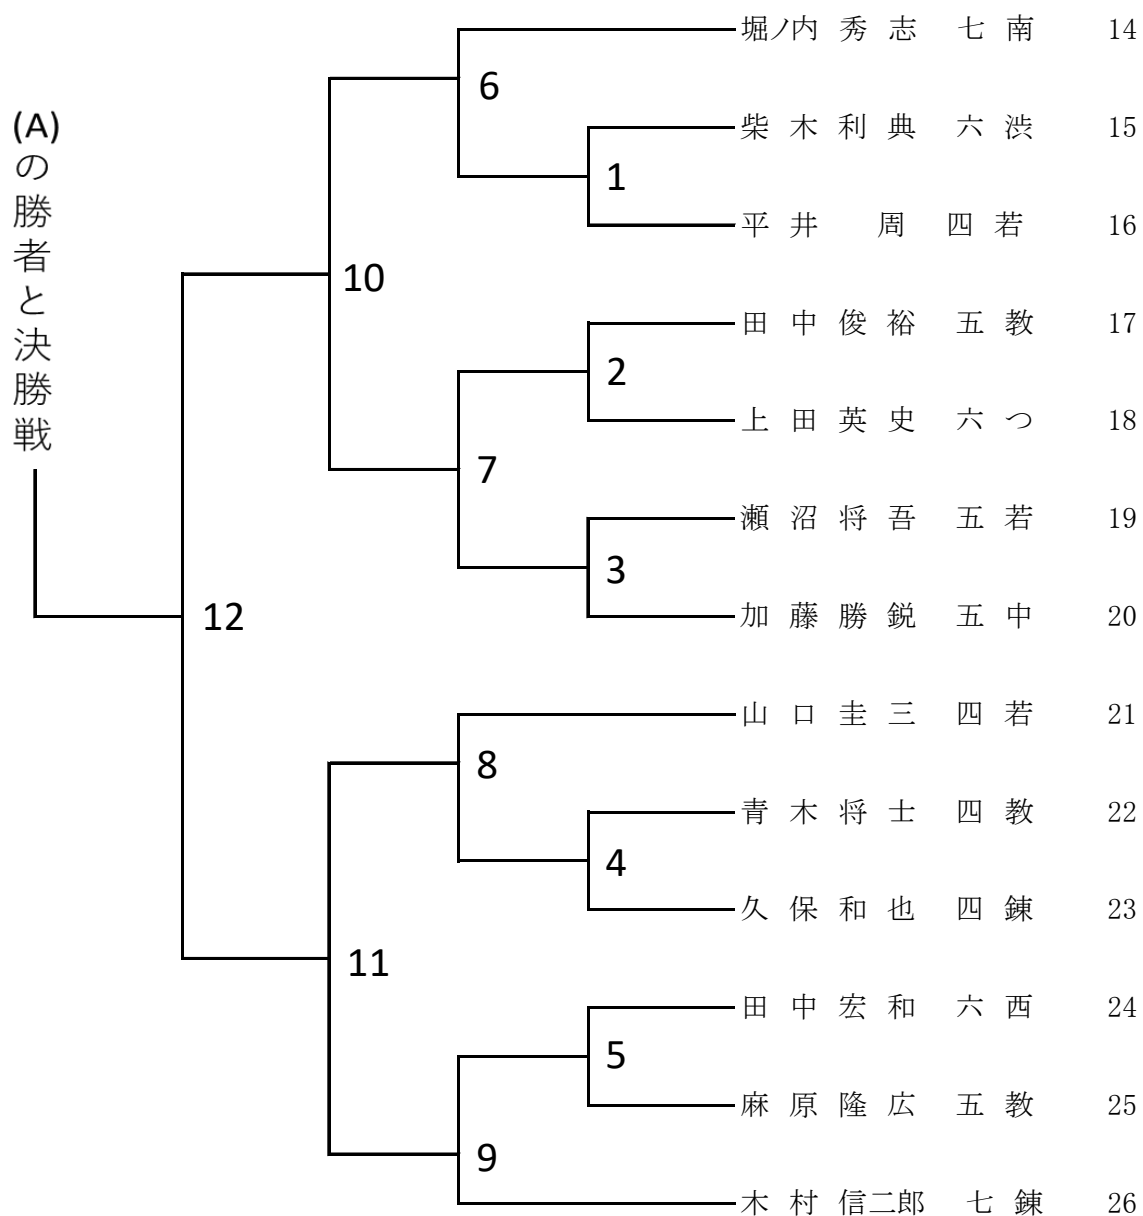 (A)の勝者と決勝戦
堀ノ内 秀 志 七 南 14
6
柴 木 利 典 六 渋 15
1
平 井 周 四 若 16
10
田 中 俊 裕 五 教 17
2
上 田 英 史 六 つ 18
7
瀬 沼 将 吾 五 若 19
3
加 藤 勝 鋭 五 中 20
12
山 口 圭 三 四 若 21
8
青 木 将 士 四 教 22
4
久 保 和 也 四 錬 23
11
田 中 宏 和 六 西 24
5
麻 原 隆 広 五 教 25
9
木 村 信二郎 七 錬 26